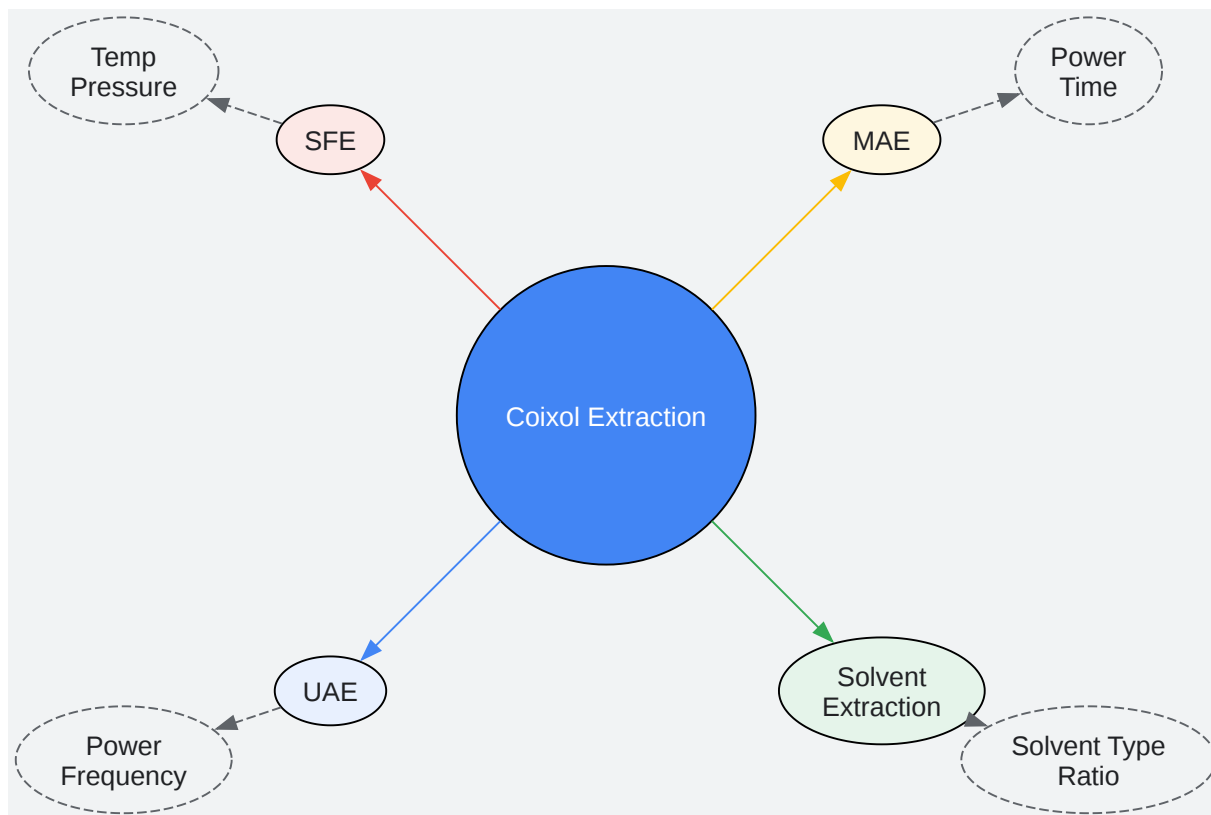 Temp
Pressure
Power
Time
SFE
MAE
Coixol Extraction
UAE
Solvent
Extraction
Power
Frequency
Solvent Type
Ratio